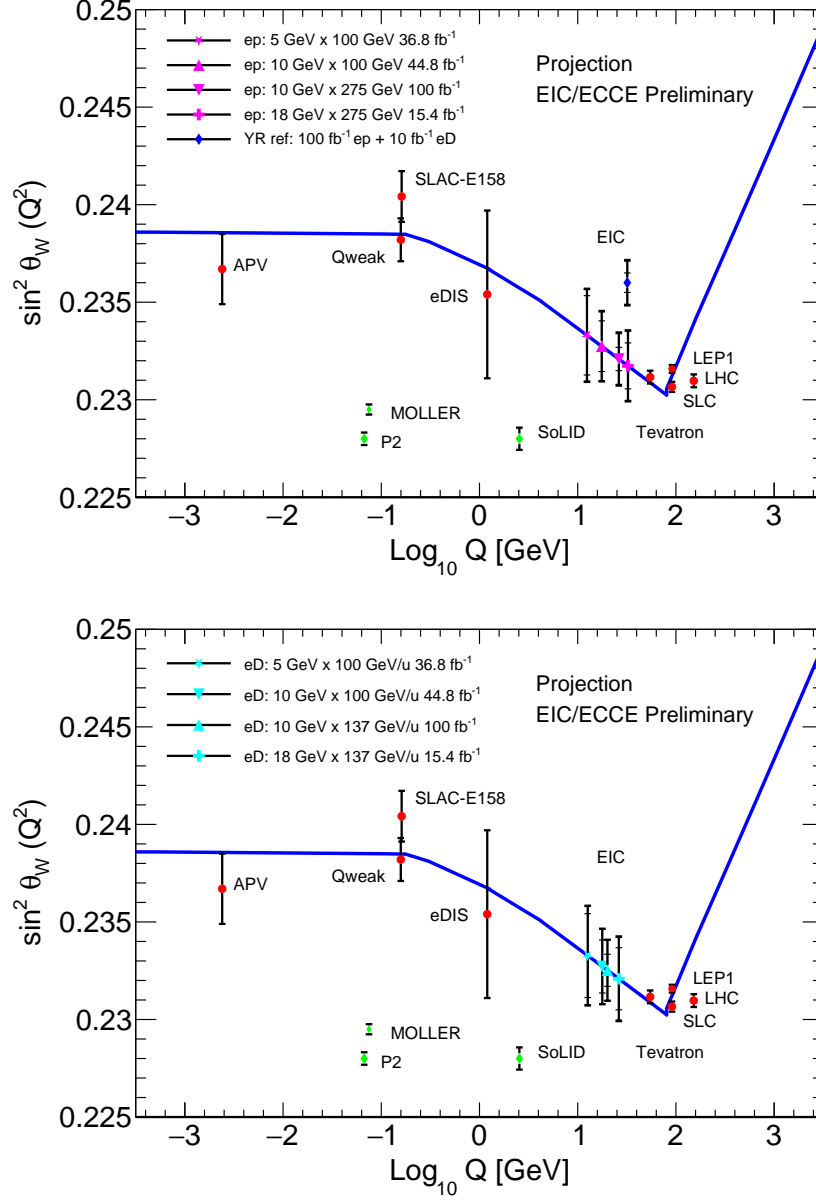 0.25
ep: 5 GeV x 100 GeV 36.8 fb⁻¹
ep: 10 GeV x 100 GeV 44.8 fb⁻¹
ep: 10 GeV x 275 GeV 100 fb⁻¹
ep: 18 GeV x 275 GeV 15.4 fb⁻¹
YR ref: 100 fb⁻¹ ep + 10 fb⁻¹ eD
Projection
EIC/ECCE Preliminary
0.245
SLAC-E158
0.24
EIC
Qweak
APV
0.235
eDIS
LEP1
LHC
0.23
SLC
MOLLER
SoLID
Tevatron
P2
0.225
sin² θ_W (Q²)
−3 −2 −1 0 1 2 3
Log₁₀ Q [GeV]
0.25
eD: 5 GeV x 100 GeV/u 36.8 fb⁻¹
eD: 10 GeV x 100 GeV/u 44.8 fb⁻¹
eD: 10 GeV x 137 GeV/u 100 fb⁻¹
eD: 18 GeV x 137 GeV/u 15.4 fb⁻¹
Projection
EIC/ECCE Preliminary
0.245
SLAC-E158
0.24
EIC
Qweak
APV
0.235
eDIS
LEP1
LHC
0.23
SLC
MOLLER
SoLID
Tevatron
P2
0.225
sin² θ_W (Q²)
−3 −2 −1 0 1 2 3
Log₁₀ Q [GeV]